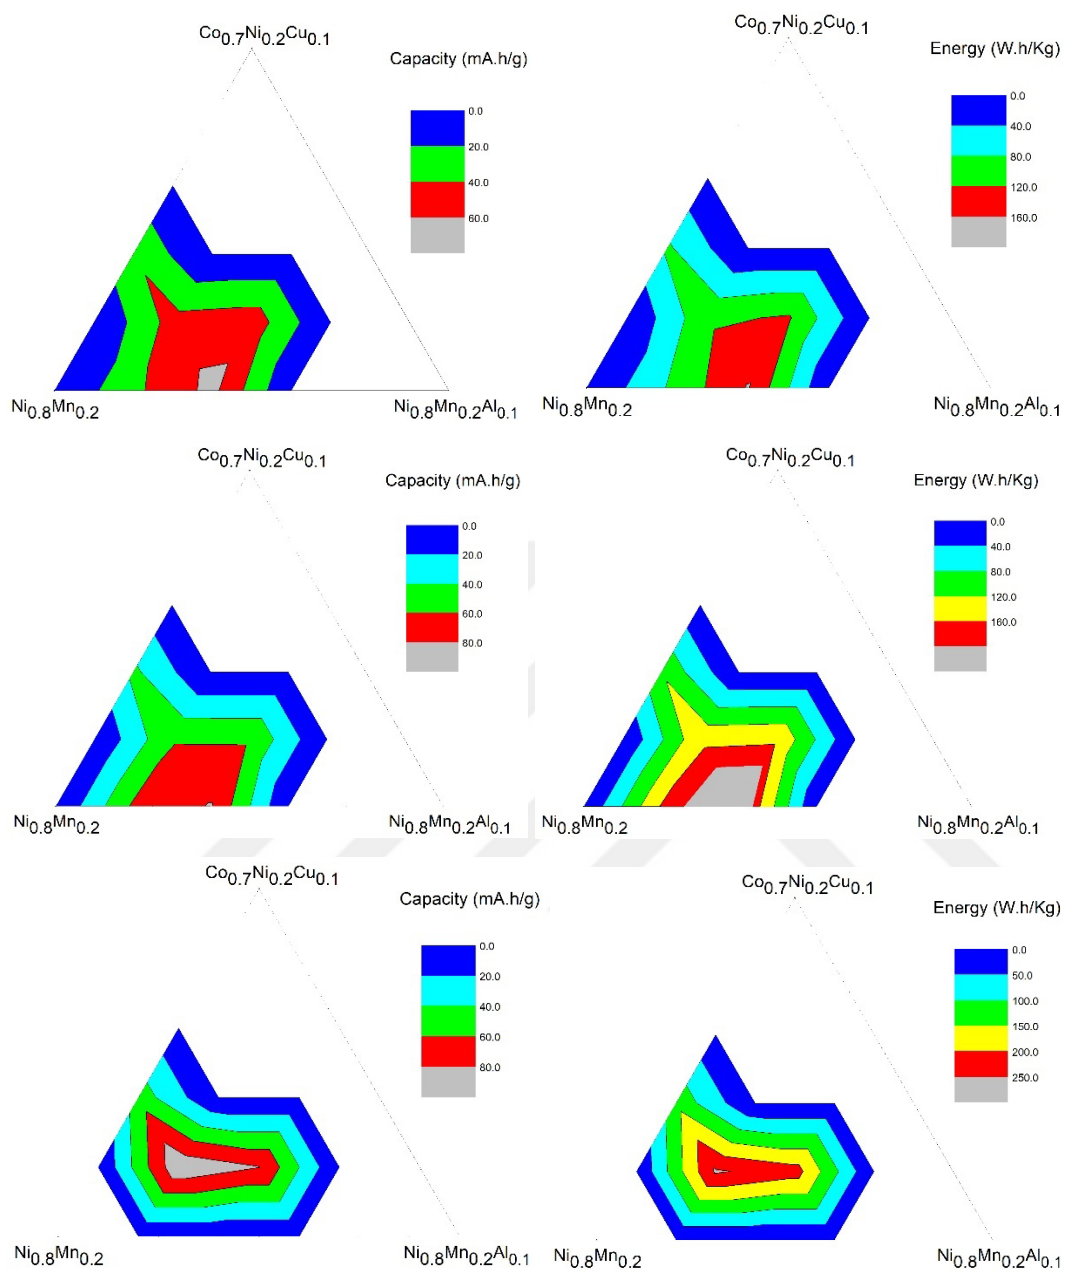 Co0.7Ni0.2Cu0.1
Capacity (mA.h/g)
0.0
20.0
40.0
60.0
Ni0.8Mn0.2
Ni0.8Mn0.2Al0.1
Co0.7Ni0.2Cu0.1
Energy (W.h/Kg)
0.0
40.0
80.0
120.0
160.0
Ni0.8Mn0.2
Ni0.8Mn0.2Al0.1
Co0.7Ni0.2Cu0.1
Capacity (mA.h/g)
0.0
20.0
40.0
60.0
80.0
Ni0.8Mn0.2
Ni0.8Mn0.2Al0.1
Co0.7Ni0.2Cu0.1
Energy (W.h/Kg)
0.0
40.0
80.0
120.0
160.0
Ni0.8Mn0.2
Ni0.8Mn0.2Al0.1
Co0.7Ni0.2Cu0.1
Capacity (mA.h/g)
0.0
20.0
40.0
60.0
80.0
Ni0.8Mn0.2
Ni0.8Mn0.2Al0.1
Co0.7Ni0.2Cu0.1
Energy (W.h/Kg)
0.0
50.0
100.0
150.0
200.0
250.0
Ni0.8Mn0.2
Ni0.8Mn0.2Al0.1